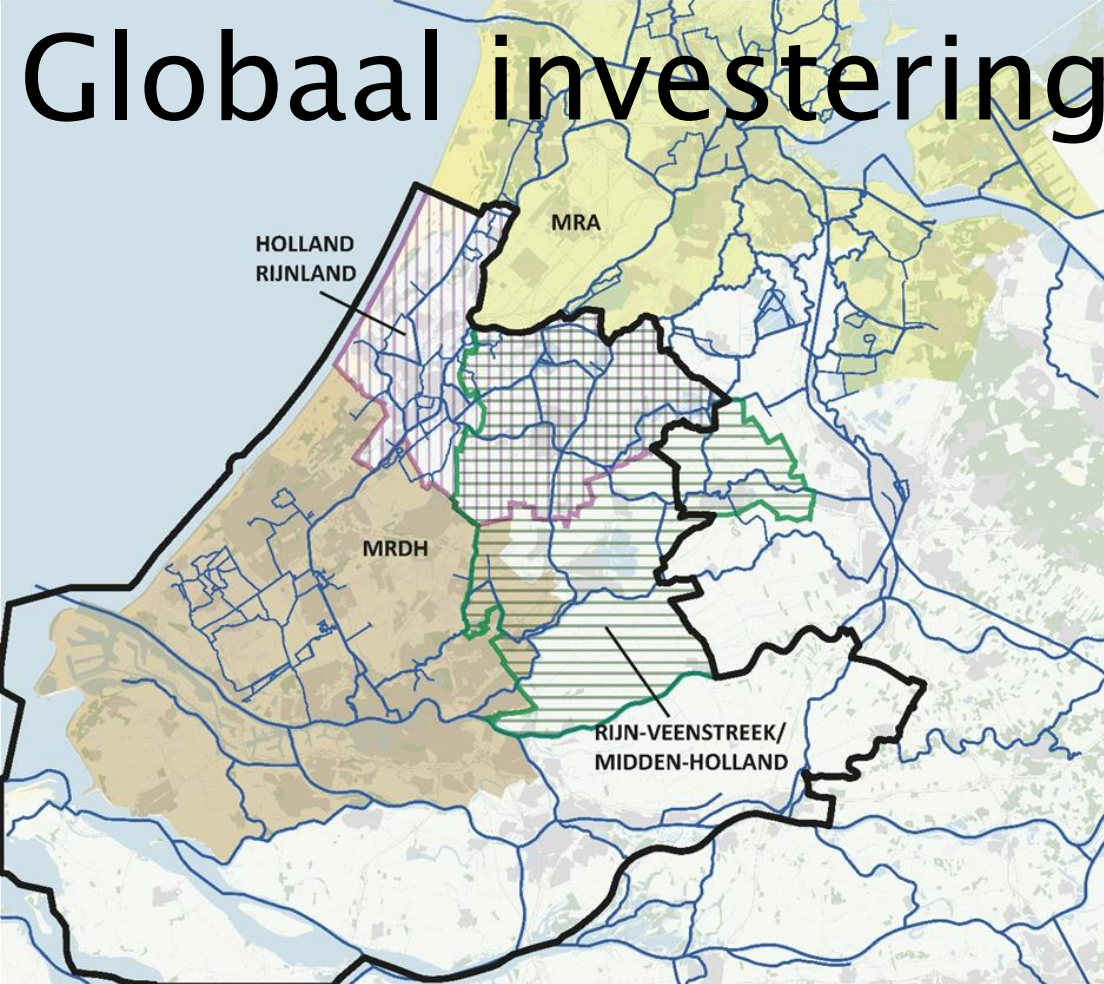 Globaal investering
MRA
HOLLAND
RIJNLAND
MRDH
RIJN-VEENSTREEK/
MIDDEN-HOLLAND